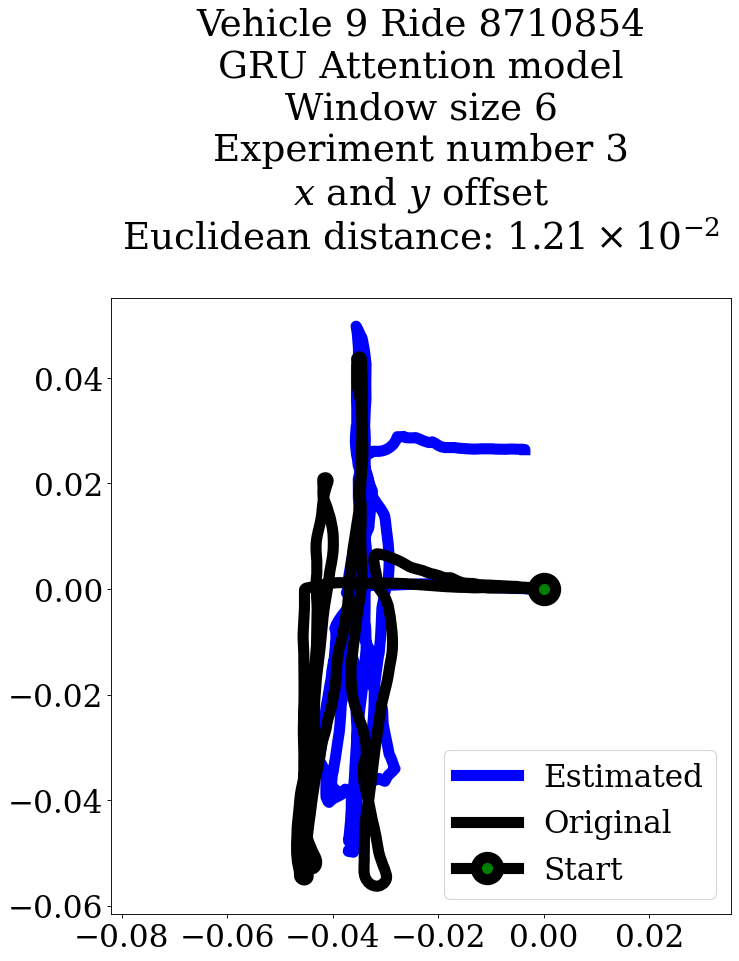 Vehicle 9 Ride 8710854
GRU Attention model
Window size 6
Experiment number 3
x and y offset
Euclidean distance: 1.21 × 10⁻²
0.04
0.02
0.00
−0.02
−0.04
−0.06
−0.08 −0.06 −0.04 −0.02 0.00 0.02
Estimated
Original
Start